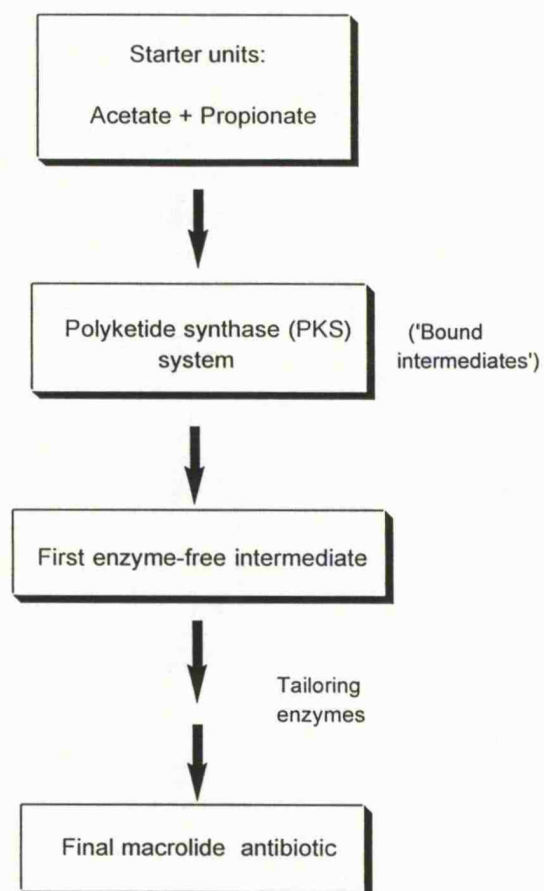 Starter units:
Acetate + Propionate
Polyketide synthase (PKS)
system
('Bound
intermediates')
First enzyme-free intermediate
Tailoring
enzymes
Final macrolide antibiotic